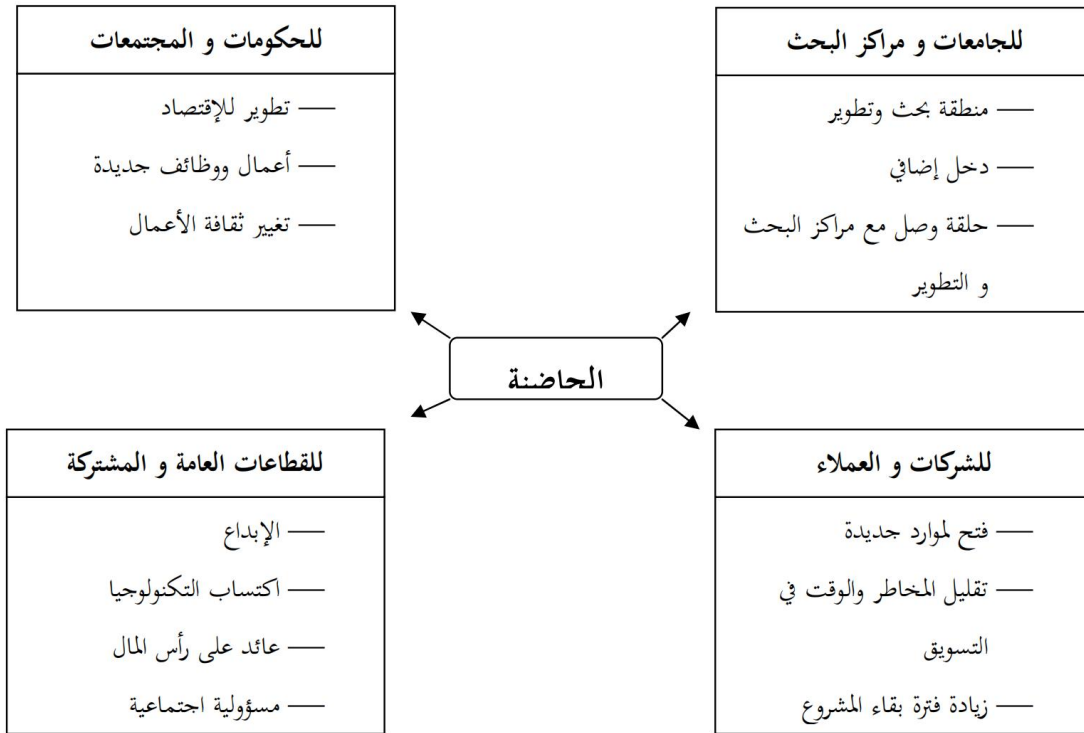 للجامعات و مراكز البحث
— منطقة بحث وتطوير
— دخل إضافي
— حلقة وصل مع مراكز البحث
و التطوير
للحكومات و المجتمعات
— تطوير للإقتصاد
— أعمال ووظائف جديدة
— تغيير ثقافة الأعمال
الحاضنة
للشركات و العملاء
— فتح لموارد جديدة
— تقليل المخاطر والوقت في
التسويق
— زيادة فترة بقاء المشروع
للقطاعات العامة و المشتركة
— الإبداع
— اكتساب التكنولوجيا
— عائد على رأس المال
— مسؤولية اجتماعية